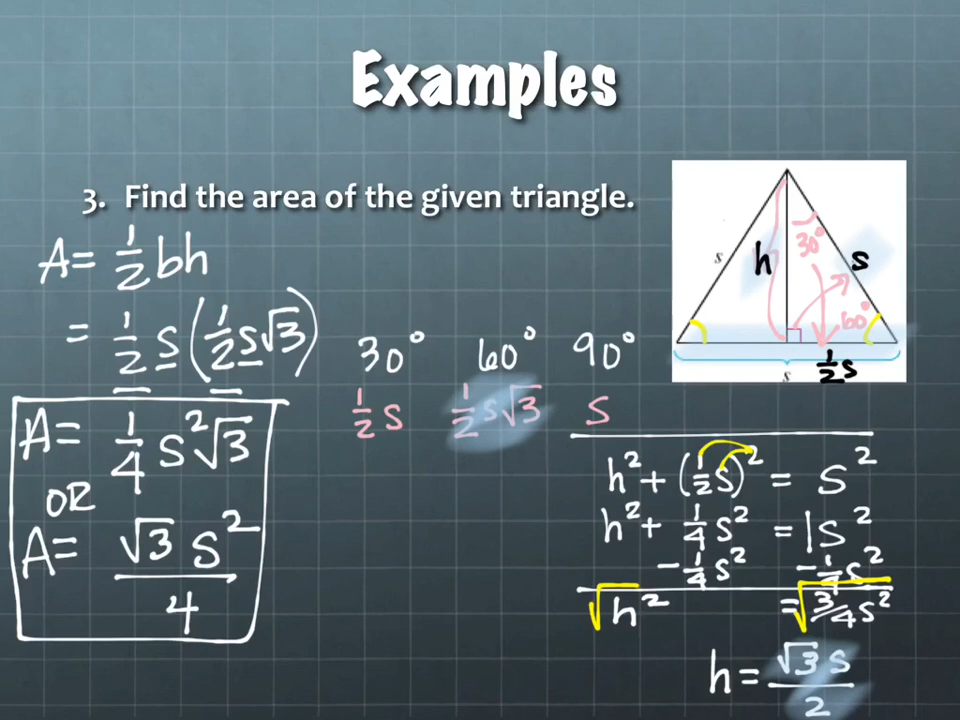 Examples
3. Find the area of the given triangle.
A = 1/2 bh
= 1/2 s (1/2 s√3)
A = 1/4 s²√3
OR
A = √3 s² / 4
30° 60° 90°
1/2 s 1/2 s√3 s
s
h
30°
s
60°
1/2 s
s
h² + (1/2 s)² = s²
h² + 1/4 s² = 1s²
- 1/4 s² - 1/4 s²
√h² = √3/4 s²
h = √3 s / 2